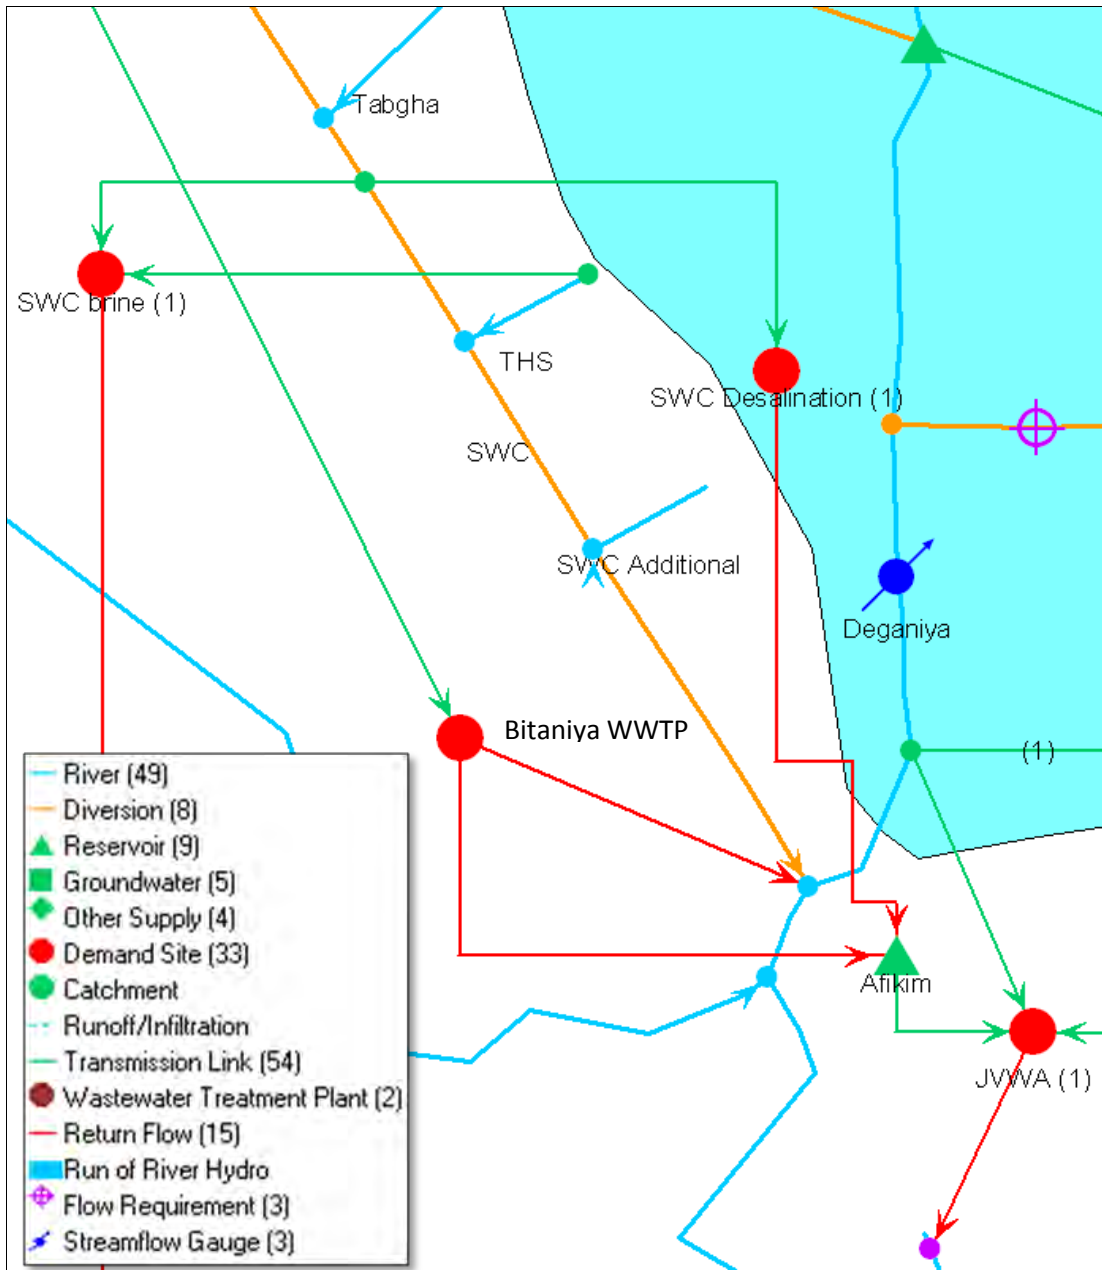 Tabgha
SWC brine (1)
THS
SWC Desalination (1)
SWC
SWC Additional
Deganiya
Bitaniya WWTP
(1)
Afikim
JVWA (1)
River (49)
Diversion (8)
Reservoir (9)
Groundwater (5)
Other Supply (4)
Demand Site (33)
Catchment
Runoff/Infiltration
Transmission Link (54)
Wastewater Treatment Plant (2)
Return Flow (15)
Run of River Hydro
Flow Requirement (3)
Streamflow Gauge (3)